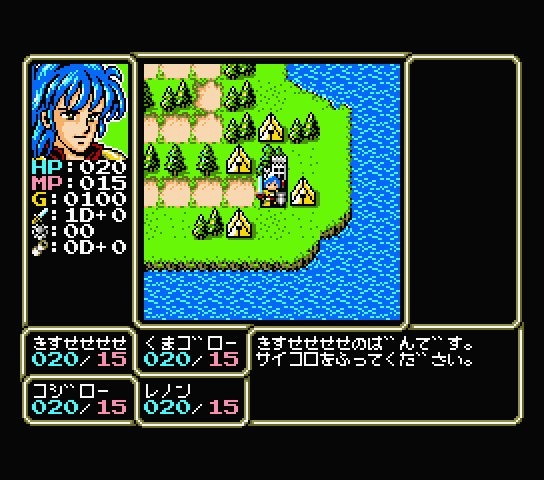 HP:020
MP:015
G:0100
:1D+0
:00
:0D+0
きすせせせせ
020/15
くまゴロー
020/15
きすせせせせのばんです。
サイコロをふってください。
コジロー
020/15
レノン
020/15